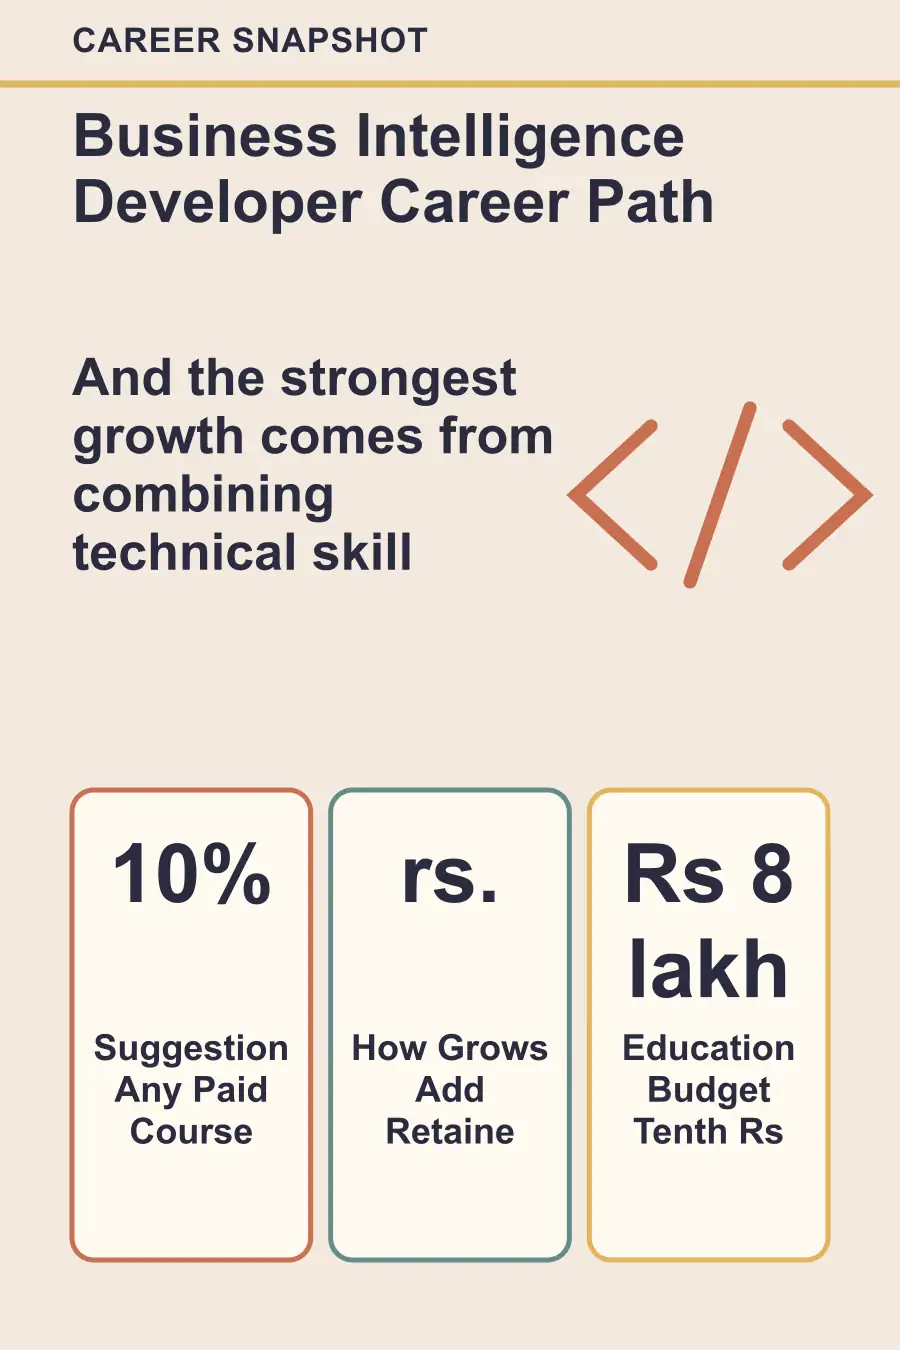 CAREER SNAPSHOT
Business Intelligence
Developer Career Path
And the strongest
growth comes from
combining
technical skill
10%
Suggestion
Any Paid
Course
rs.
How Grows
Add
Retaine
Rs 8
lakh
Education
Budget
Tenth Rs